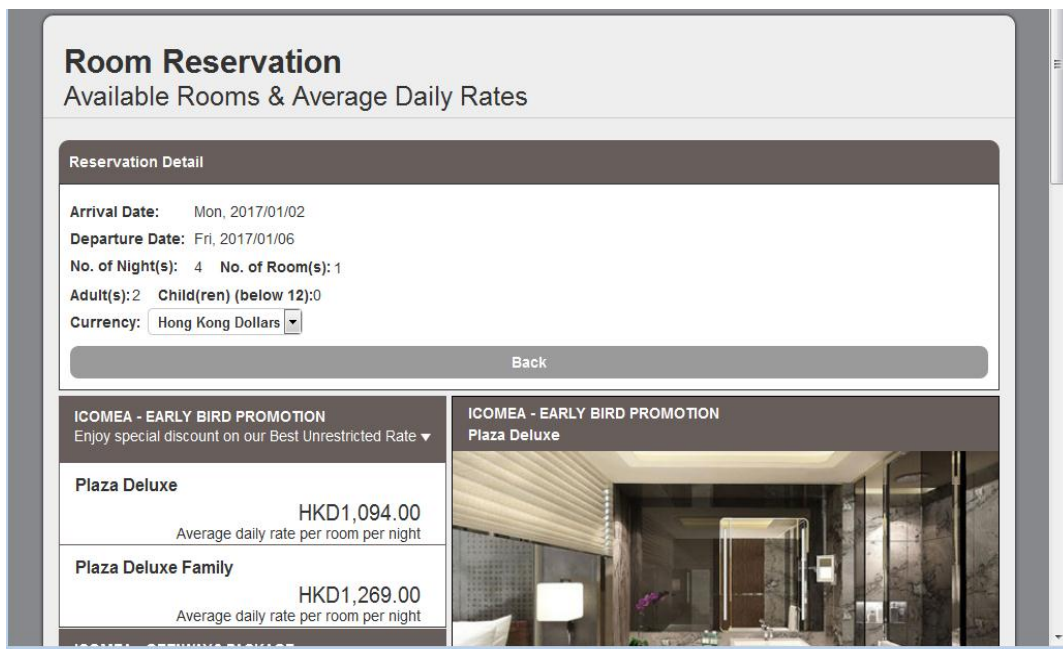 Room Reservation
Available Rooms & Average Daily Rates
Reservation Detail
Arrival Date: Mon, 2017/01/02
Departure Date: Fri, 2017/01/06
No. of Night(s): 4 No. of Room(s): 1
Adult(s): 2 Child(ren) (below 12):0
Currency: Hong Kong Dollars
Back
ICOMEA - EARLY BIRD PROMOTION
Enjoy special discount on our Best Unrestricted Rate
Plaza Deluxe
HKD1,094.00
Average daily rate per room per night
Plaza Deluxe Family
HKD1,269.00
Average daily rate per room per night
ICOMEA - EARLY BIRD PROMOTION
Plaza Deluxe